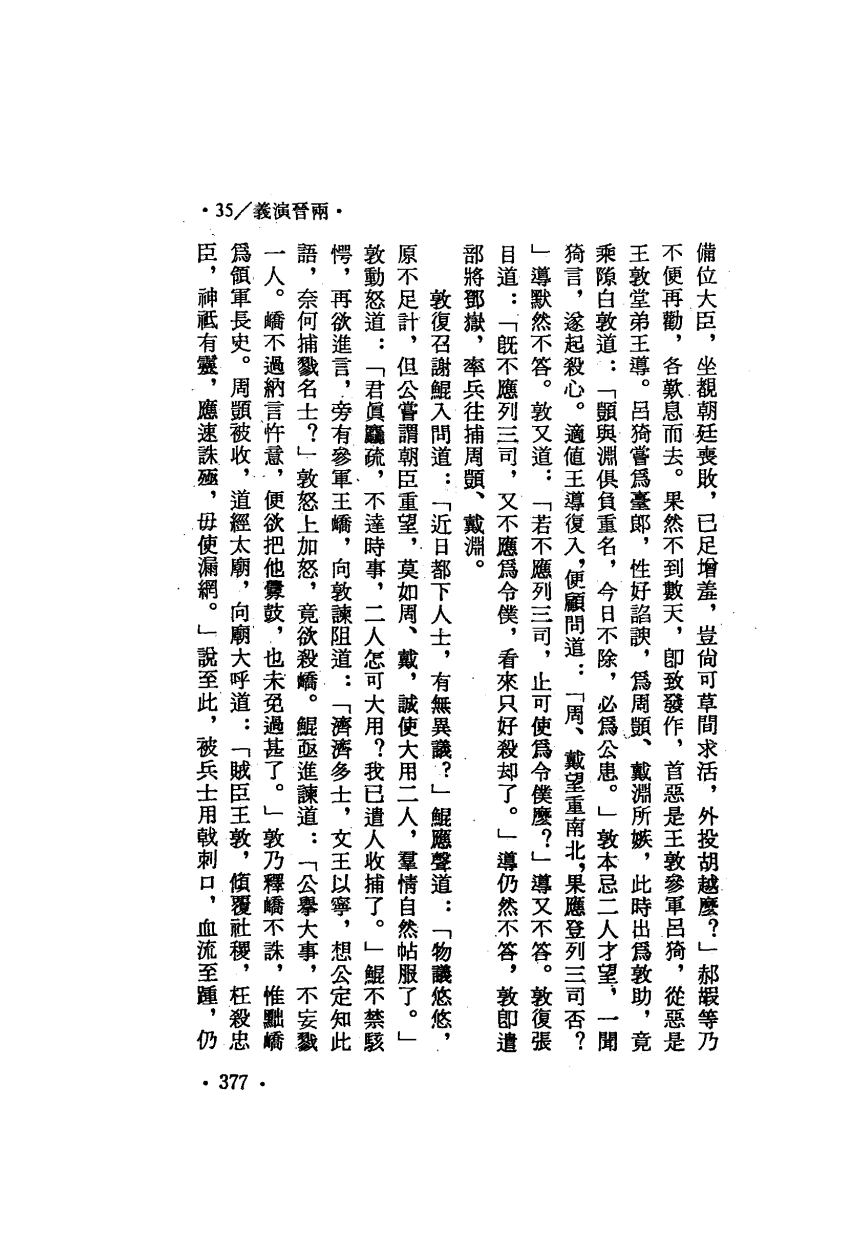 ·35/義演晉兩·
備位大臣，坐覩朝廷喪敗，已足增羞，豈尙可草間求活，外投胡越麼？」郝嘏等乃
不便再勸，各歎息而去。果然不到數天，卽致發作，首惡是王敦參軍呂猗，從惡是
王敦堂弟王導。呂猗嘗爲臺郞，性好諂諛，爲周顗、戴淵所嫉，此時出爲敦助，竟
乘隙白敦道：「顗與淵俱負重名，今日不除，必爲公患。」敦本忌二人才望，一聞
猗言，遂起殺心。適値王導復入，便顧問道：「周、戴望重南北，果應登列三司否？
」導默然不答。敦又道：「若不應列三司，止可使爲令僕麼？」導又不答。敦復張
目道：「旣不應列三司，又不應爲令僕，看來只好殺却了。」導仍然不答，敦卽遣
部將鄧嶽，率兵往捕周顗、戴淵。
敦復召謝鯤入問道：「近日都下人士，有無異議？」鯤應聲道：「物議悠悠，
原不足計，但公嘗謂朝臣重望，莫如周、戴，誠使大用二人，羣情自然帖服了。」
敦動怒道：「君眞麤疏，不達時事，二人怎可大用？我已遣人收捕了。」鯤不禁駭
愕，再欲進言，旁有參軍王嶠，向敦諫阻道：「濟濟多士，文王以寧，想公定知此
語，奈何捕戮名士？」敦怒上加怒，竟欲殺嶠。鯤亟進諫道：「公擧大事，不妄戮
一人。嶠不過納言忤意，便欲把他釁鼓，也未免過甚了。」敦乃釋嶠不誅，惟黜嶠
爲領軍長史。周顗被收，道經太廟，向廟大呼道：「賊臣王敦，傾覆社稷，枉殺忠
臣，神祇有靈，應速誅殛，毋使漏網。」說至此，被兵士用戟刺口，血流至踵，仍
·377·